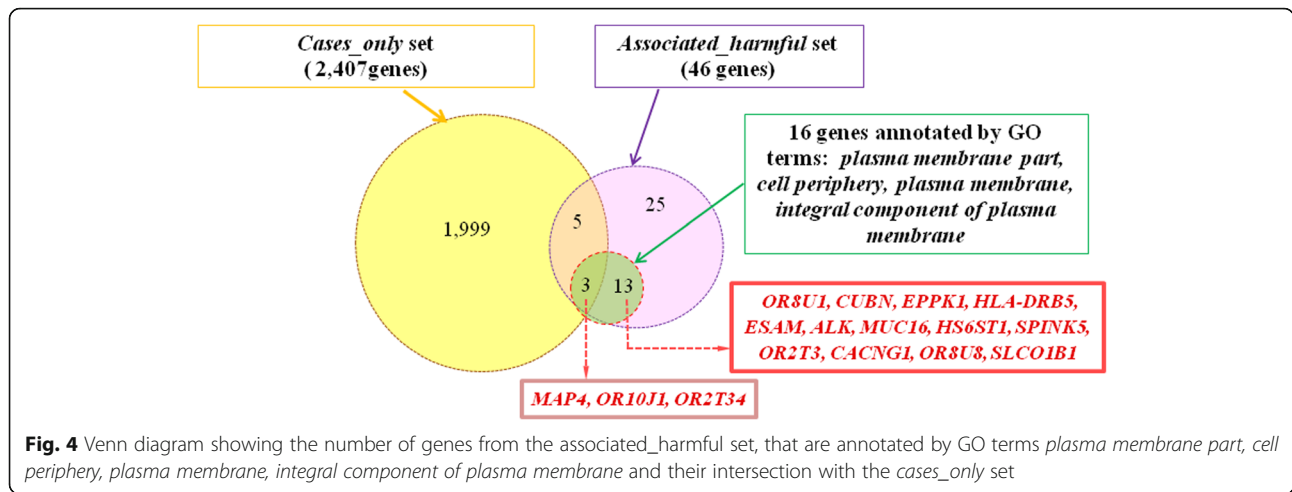 Cases_only set
( 2,407genes)
Associated_harmful set
(46 genes)
16 genes annotated by GO
terms: plasma membrane part,
cell periphery, plasma membrane,
integral component of plasma
membrane
1,999
5
25
3
13
OR8U1, CUBN, EPPK1, HLA-DRB5,
ESAM, ALK, MUC16, HS6ST1, SPINK5,
OR2T3, CACNG1, OR8U8, SLCO1B1
MAP4, OR10J1, OR2T34
Fig. 4 Venn diagram showing the number of genes from the associated_harmful set, that are annotated by GO terms plasma membrane part, cell
periphery, plasma membrane, integral component of plasma membrane and their intersection with the cases_only set